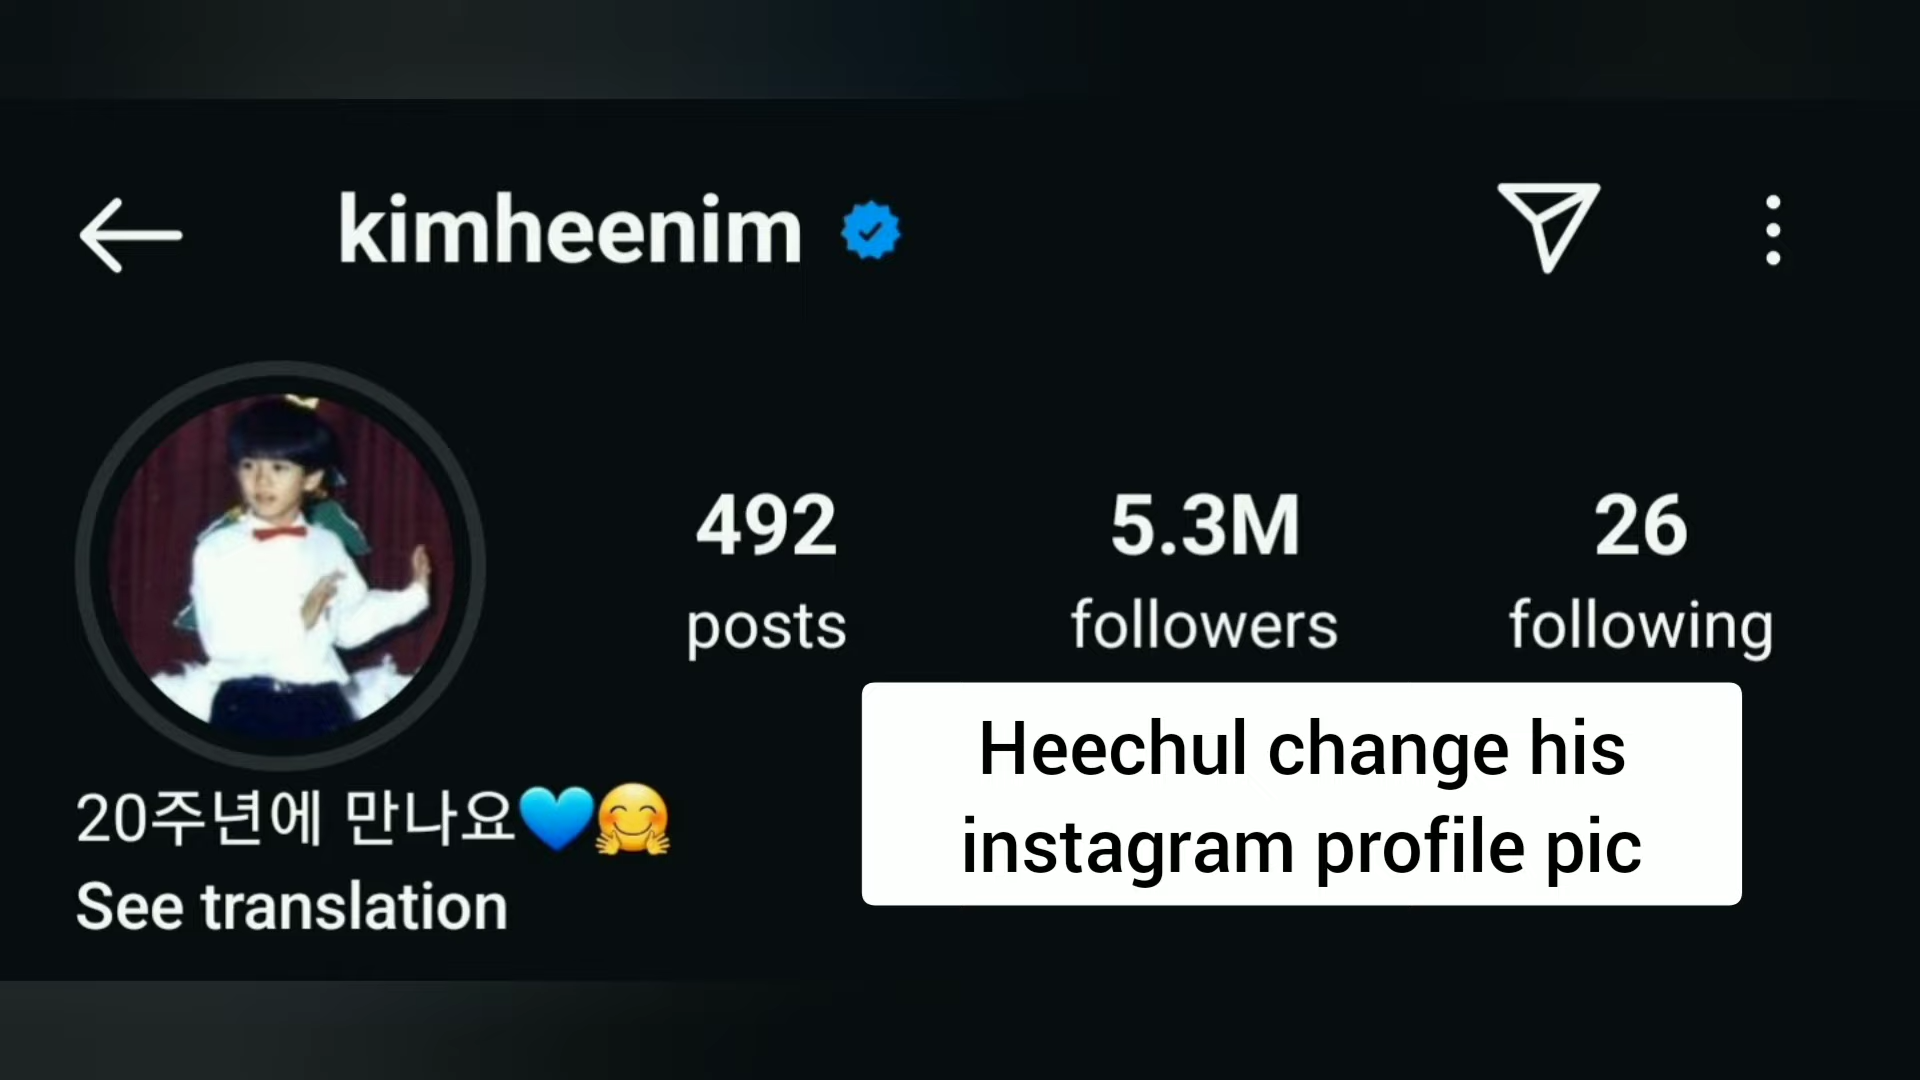 kimheenim
492
5.3M
26
posts
followers
following
20주년에 만나요💙🤗
See translation
Heechul change his
instagram profile pic